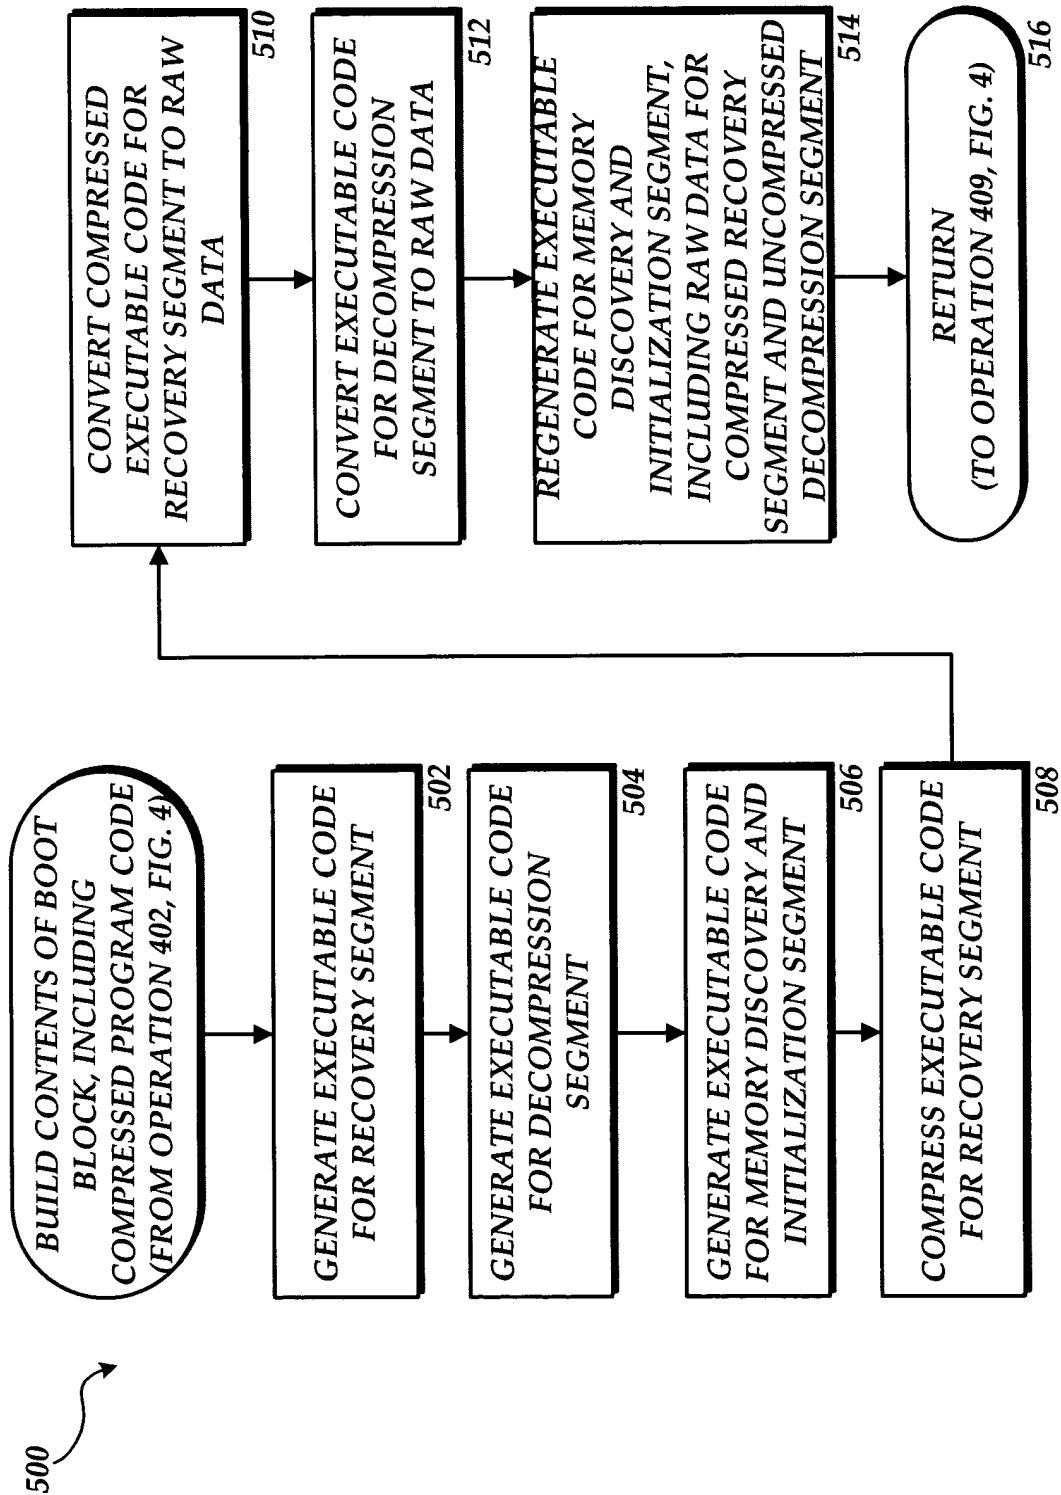 500
BUILD CONTENTS OF BOOT
BLOCK, INCLUDING
COMPRESSED PROGRAM CODE
(FROM OPERATION 402, FIG. 4)
GENERATE EXECUTABLE CODE
FOR RECOVERY SEGMENT
502
GENERATE EXECUTABLE CODE
FOR DECOMPRESSION
SEGMENT
504
GENERATE EXECUTABLE CODE
FOR MEMORY DISCOVERY AND
INITIALIZATION SEGMENT
506
COMPRESS EXECUTABLE CODE
FOR RECOVERY SEGMENT
508
CONVERT COMPRESSED
EXECUTABLE CODE FOR
RECOVERY SEGMENT TO RAW
DATA
510
CONVERT EXECUTABLE CODE
FOR DECOMPRESSION
SEGMENT TO RAW DATA
512
REGENERATE EXECUTABLE
CODE FOR MEMORY
DISCOVERY AND
INITIALIZATION SEGMENT,
INCLUDING RAW DATA FOR
COMPRESSED RECOVERY
SEGMENT AND UNCOMPRESSED
DECOMPRESSION SEGMENT
514
RETURN
(TO OPERATION 409, FIG. 4)
516